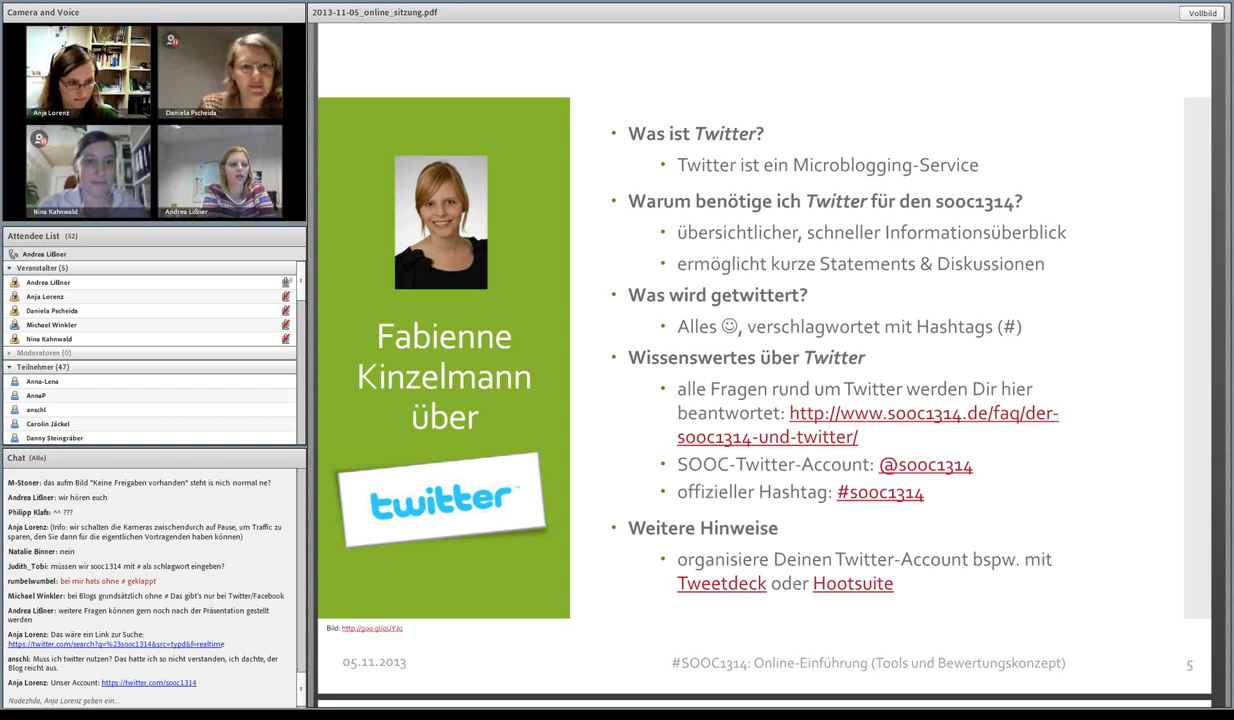 Camera and Voice
Anja Lorenz
Daniela Pscheida
Nina Kahnwald
Andrea Lißner
Attendee List (52)
Andrea Lißner
Veranstalter (5)
Andrea Lißner
Anja Lorenz
Daniela Pscheida
Michael Winkler
Nina Kahnwald
Moderatoren (0)
Teilnehmer (47)
Anna-Lena
AnnaP
anschl
Carolin Jäckel
Danny Steingräber
Chat (Alle)
M-Stoner: das aufm Bild "Keine Freigaben vorhanden" steht is nich normal ne?
Andrea Lißner: wir hören euch
Philipp Klafs: ^^ ???
Anja Lorenz: (Info: wir schalten die Kameras zwischendurch auf Pause, um Traffic zu
sparen, den Sie dann für die eigentlichen Vortragenden haben können)
Natalie Binner: nein
Judith_Tobi: müssen wir sooc1314 mit # als schlagwort eingeben?
rumbelwumbel: bei mir hats ohne # geklappt
Michael Winkler: bei Blogs grundsätzlich ohne # Das gibt's nur bei Twitter/Facebook
Andrea Lißner: weitere Fragen können gern noch nach der Präsentation gestellt
werden
Anja Lorenz: Das wäre ein Link zur Suche:
https://twitter.com/search?q=%23sooc1314&src=typd&f=realtime
anschl: Muss ich twitter nutzen? Das hatte ich so nicht verstanden, ich dachte, der
Blog reicht aus.
Anja Lorenz: Unser Account: https://twitter.com/sooc1314
Nadezhda, Anja Lorenz geben ein...
2013-11-05_online_sitzung.pdf
Vollbild
Fabienne
Kinzelmann
über
twitter
• Was ist Twitter?
• Twitter ist ein Microblogging-Service
• Warum benötige ich Twitter für den sooc1314?
• übersichtlicher, schneller Informationsüberblick
• ermöglicht kurze Statements & Diskussionen
• Was wird getwittert?
• Alles ☺, verschlagwortet mit Hashtags (#)
• Wissenswertes über Twitter
• alle Fragen rund um Twitter werden Dir hier
beantwortet: http://www.sooc1314.de/faq/der-
sooc1314-und-twitter/
• SOOC-Twitter-Account: @sooc1314
• offizieller Hashtag: #sooc1314
• Weitere Hinweise
• organisiere Deinen Twitter-Account bspw. mit
Tweetdeck oder Hootsuite
Bild:
05.11.2013
#SOOC1314: Online-Einführung (Tools und Bewertungskonzept)
5